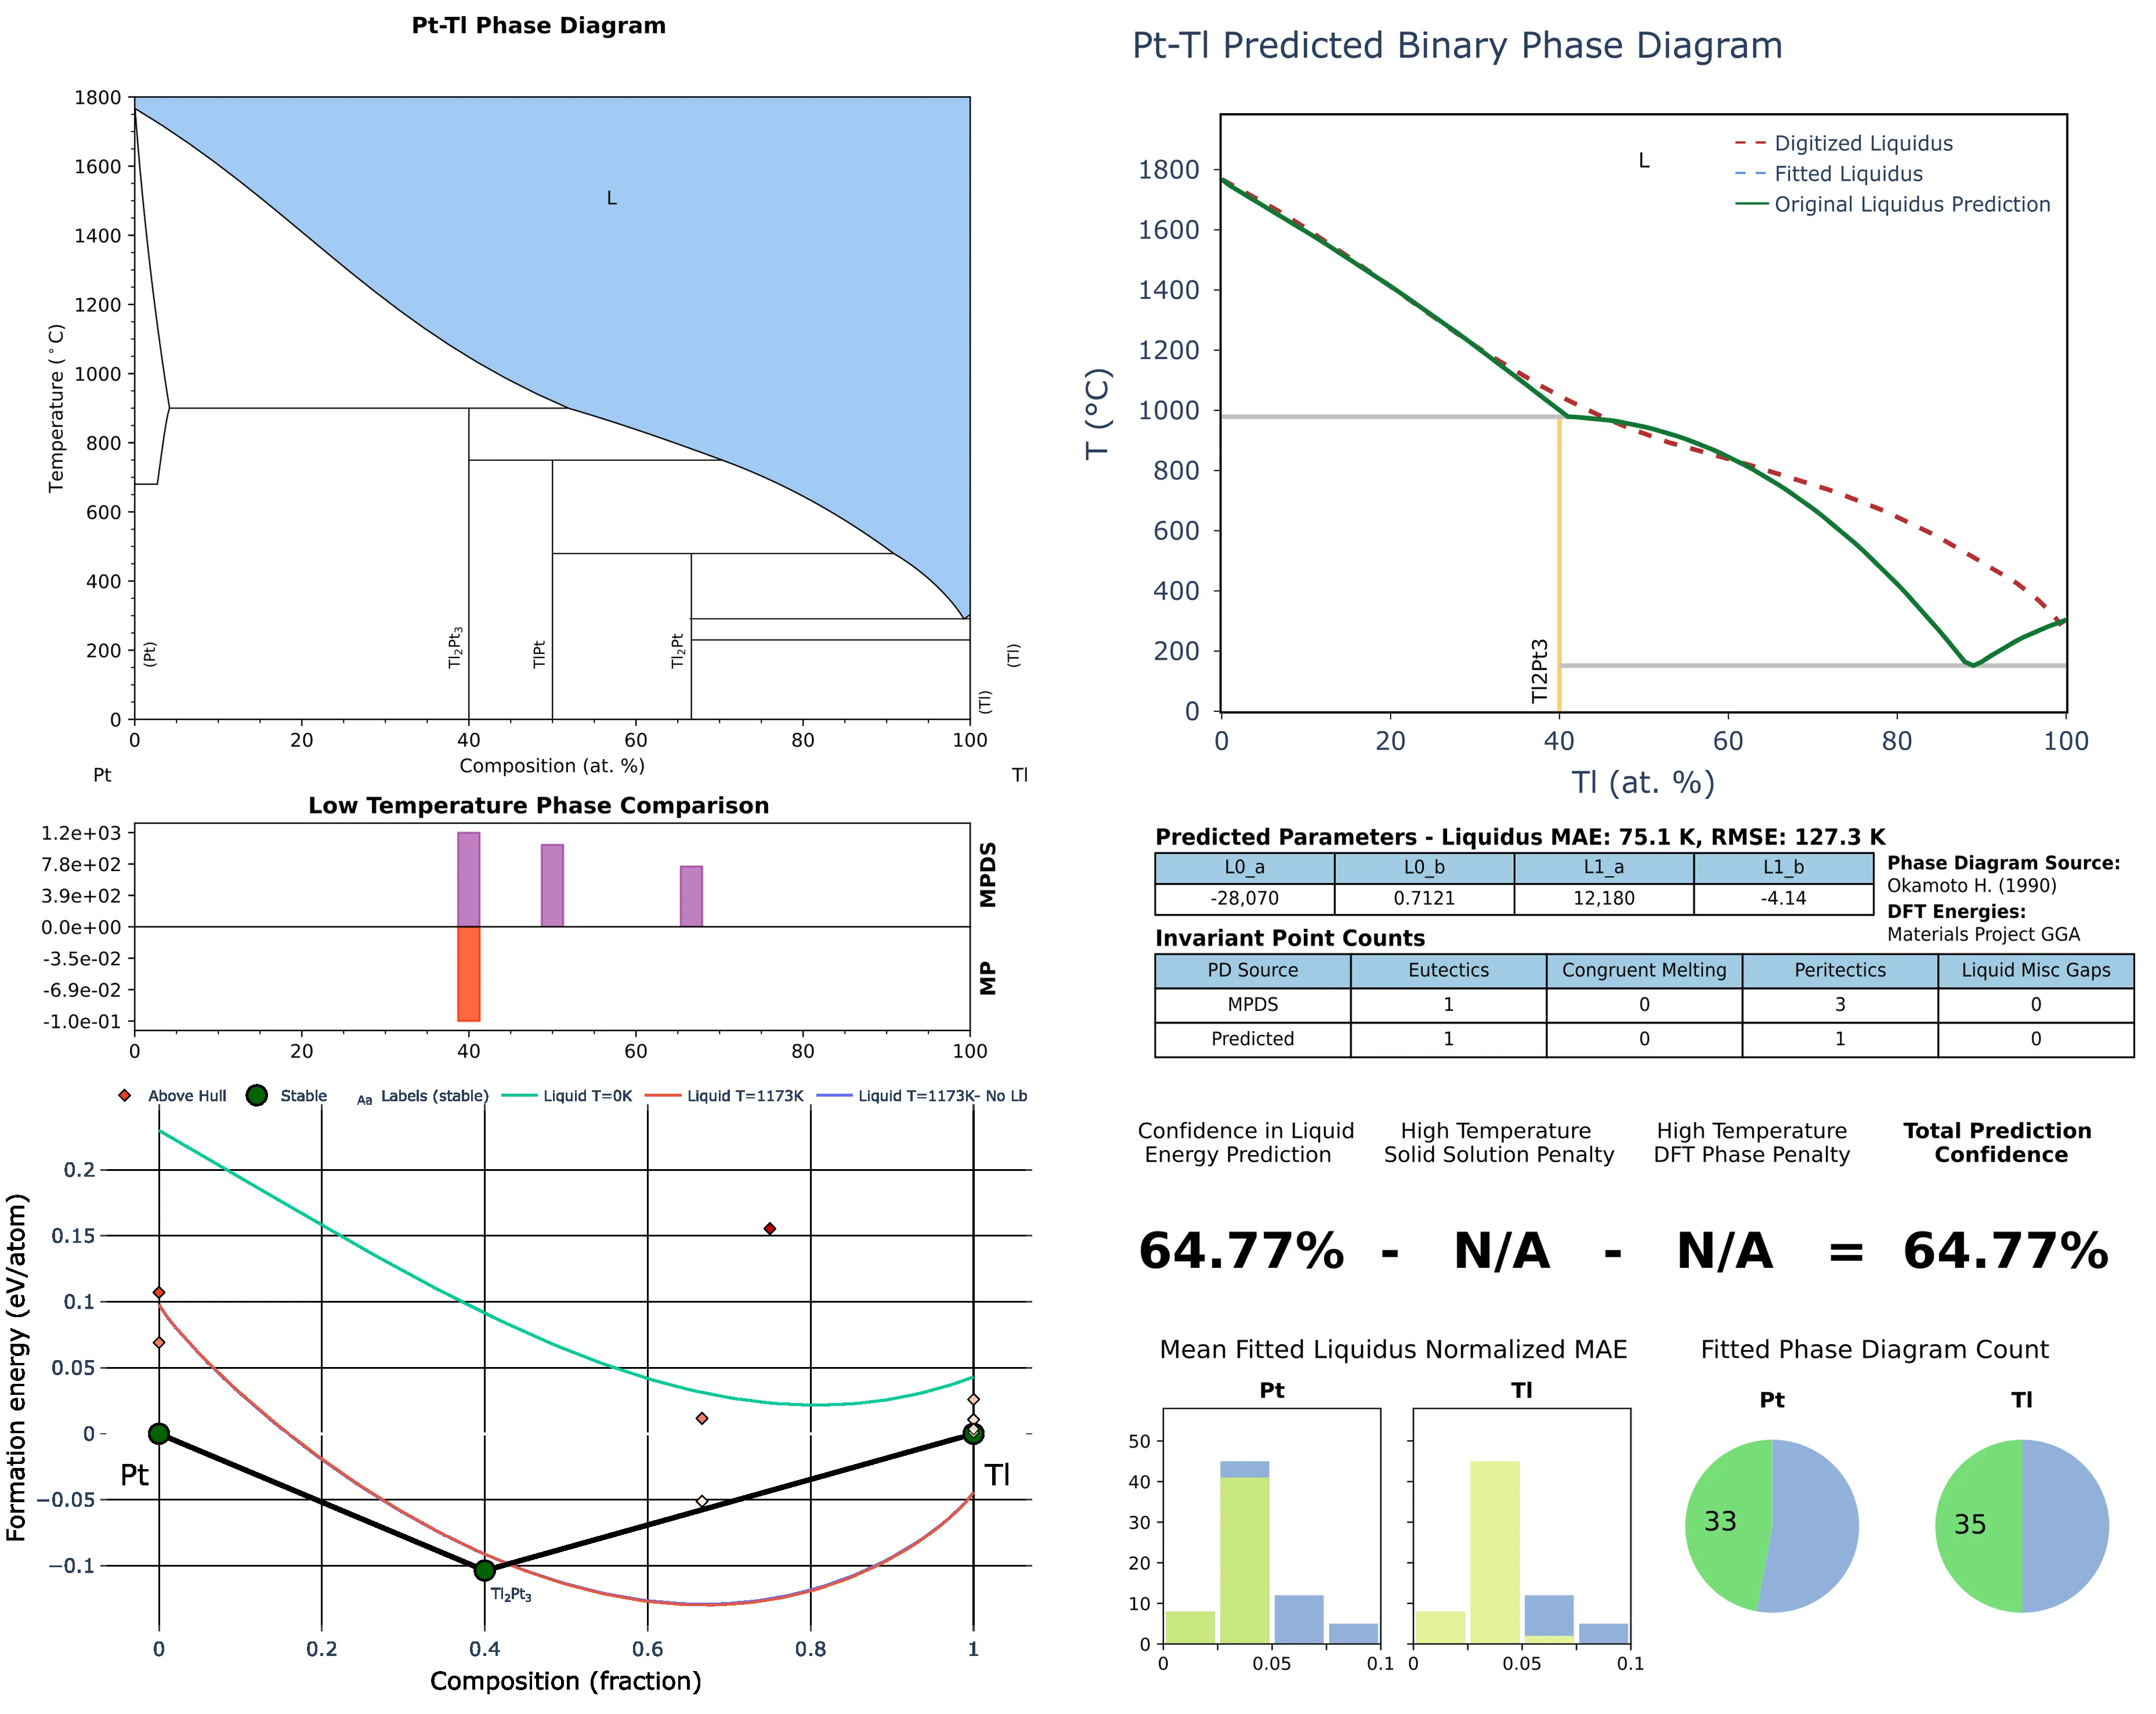 Pt-Tl Phase Diagram
1800
1600
1400
1200
1000
800
600
400
200
0
Temperature (°C)
L
(Pt)
Tl2Pt3
TlPt
Tl2Pt
(Tl)
(Tl)
0 20 40 60 80 100
Composition (at. %)
Pt Tl
Low Temperature Phase Comparison
1.2e+03
7.8e+02
3.9e+02
0.0e+00
-3.5e-02
-6.9e-02
-1.0e-01
MPDS
MP
0 20 40 60 80 100
Above Hull Stable Aa Labels (stable) Liquid T=0K Liquid T=1173K Liquid T=1173K- No Lb
0.2
0.15
0.1
0.05
0
−0.05
−0.1
Formation energy (eV/atom)
Pt
Tl
Tl2Pt3
0 0.2 0.4 0.6 0.8 1
Composition (fraction)
Pt-Tl Predicted Binary Phase Diagram
L
Digitized Liquidus
Fitted Liquidus
Original Liquidus Prediction
1800
1600
1400
1200
1000
800
600
400
200
0
T (°C)
Tl2Pt3
0 20 40 60 80 100
Tl (at. %)
Predicted Parameters - Liquidus MAE: 75.1 K, RMSE: 127.3 K
L0_a L0_b L1_a L1_b
-28,070 0.7121 12,180 -4.14
Phase Diagram Source:
Okamoto H. (1990)
DFT Energies:
Materials Project GGA
Invariant Point Counts
PD Source Eutectics Congruent Melting Peritectics Liquid Misc Gaps
MPDS 1 0 3 0
Predicted 1 0 1 0
Confidence in Liquid
Energy Prediction
High Temperature
Solid Solution Penalty
High Temperature
DFT Phase Penalty
Total Prediction
Confidence
64.77% - N/A - N/A = 64.77%
Mean Fitted Liquidus Normalized MAE
Pt Tl
50
40
30
20
10
0
0 0.05 0.1
0 0.05 0.1
Fitted Phase Diagram Count
Pt Tl
33 35